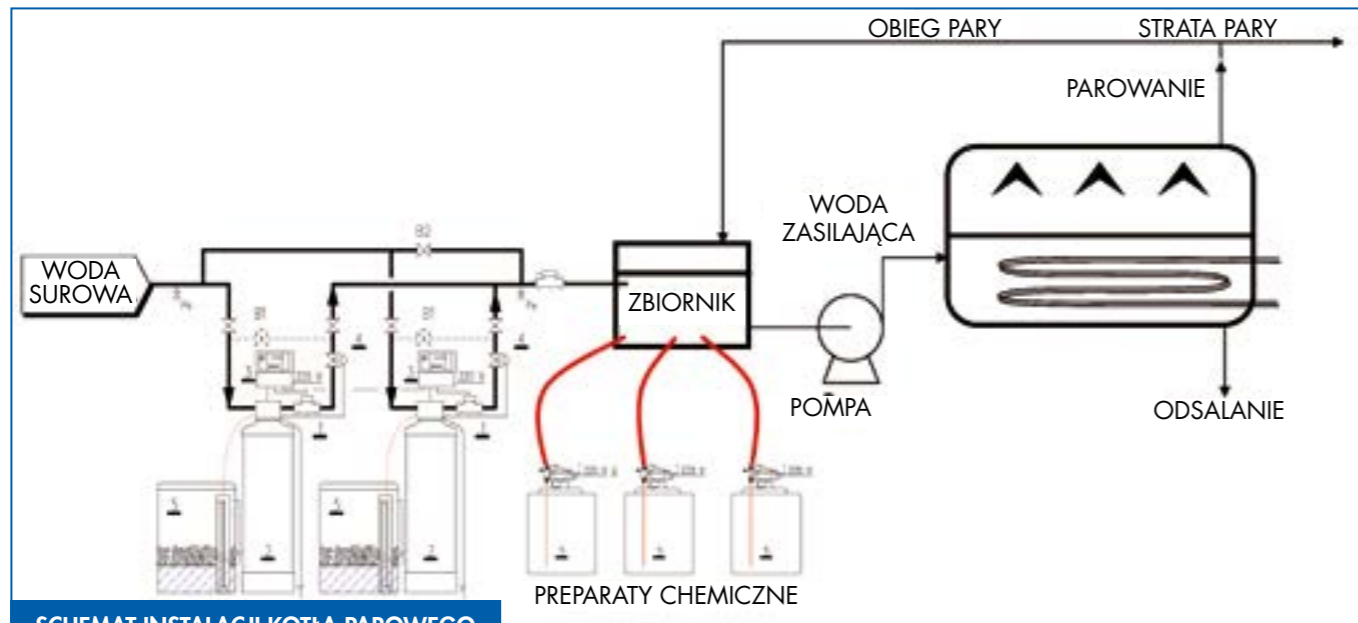 OBIEG PARY
STRATA PARY
PAROWANIE
WODA
ZASILAJĄCA
WODA
SUROWA
ZBIORNIK
POMPA
ODSALANIE
PREPARATY CHEMICZNE
SCHEMAT INSTALACJI KOTŁA PAROWEGO